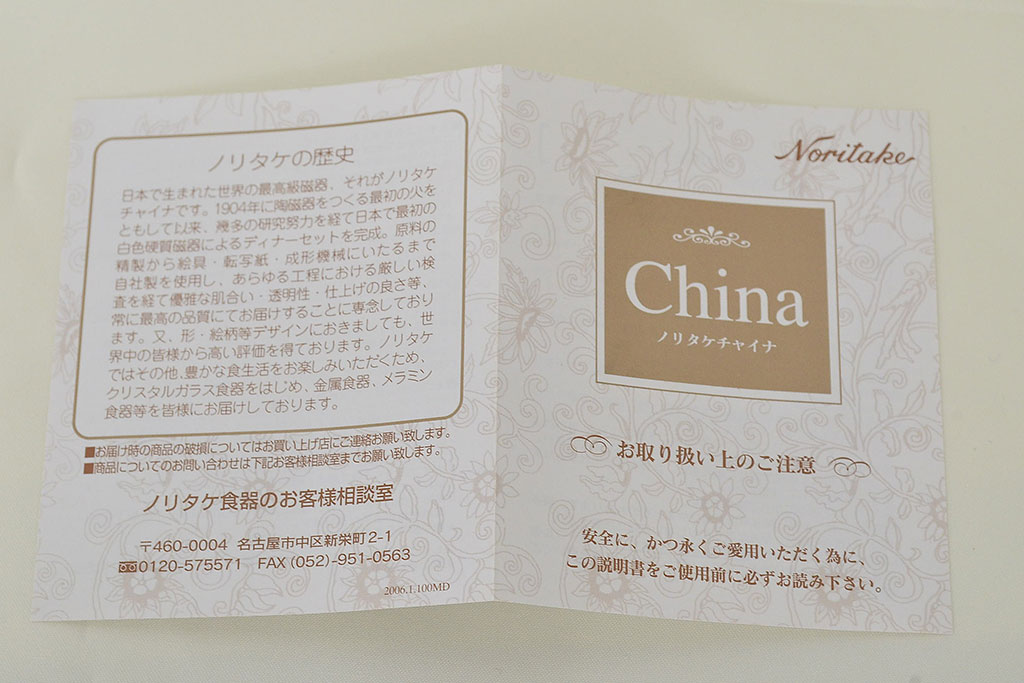 ノリタケの歴史
日本で生まれた世界の最高級磁器、それがノリタケ
チャイナです。1904年に陶磁器をつくる最初の火を
ともして以来、幾多の研究努力を経て日本で最初の
白色硬質磁器によるディナーセットを完成。原料の
精製から絵具・転写紙・成形機械にいたるまで
自社製を使用し、あらゆる工程における厳しい検
査を経て優雅な肌合い・透明性・仕上げの良さ等、
常に最高の品質にてお届けすることに専念しており
ます。又、形・絵柄等デザインにおきましても、世
界中の皆様から高い評価を得ております。ノリタケ
ではその他、豊かな食生活をお楽しみいただくため、
クリスタルガラス食器をはじめ、金属食器、メラミン
食器等を皆様にお届けしております。
■お届け時の商品の破損についてはお買い上げ店にご連絡お願い致します。
■商品についてのお問い合わせは下記お客様相談室までお願い致します。
ノリタケ食器のお客様相談室
〒460-0004 名古屋市中区新栄町2-1
0120-575571 FAX (052)-951-0563
2006.1.100MD
Noritake
China
ノリタケチャイナ
お取り扱い上のご注意
安全に、かつ永くご愛用いただく為に、
この説明書をご使用前に必ずお読み下さい。